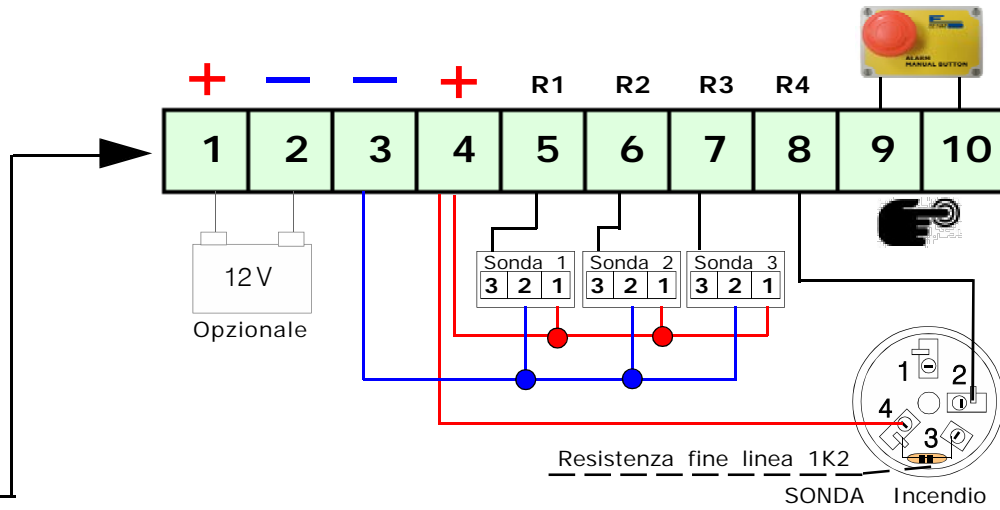 ALARM
MANUAL BUTTON
+ — — + R1 R2 R3 R4
1 2 3 4 5 6 7 8 9 10
12 V
Opzionale
Sonda 1
3 2 1
Sonda 2
3 2 1
Sonda 3
3 2 1
1
2
4
3
Resistenza fine linea 1K2
SONDA Incendio